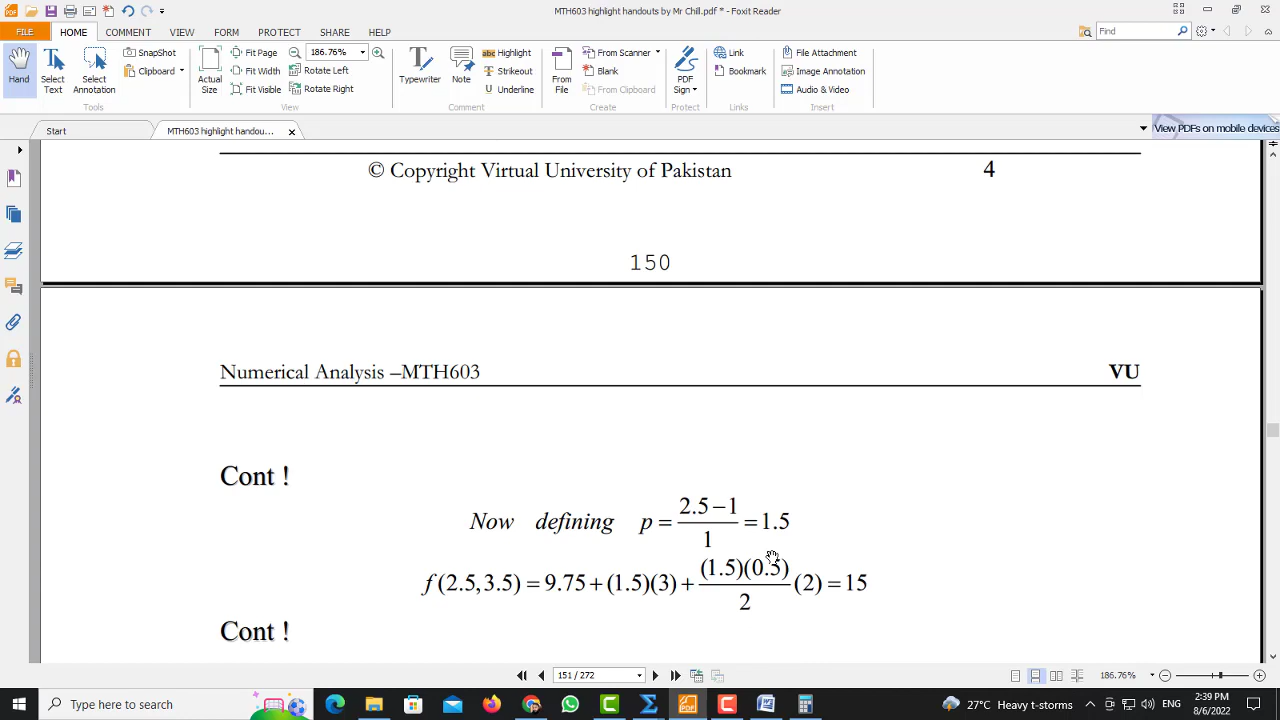 MTH603 highlight handouts by Mr Chill.pdf * - Foxit Reader
FILE HOME COMMENT VIEW FORM PROTECT SHARE HELP Find
Hand
Select Text
Select Annotation
SnapShot
Clipboard
Tools
Actual Size
Fit Page
Fit Width
Fit Visible
186.76%
Rotate Left
Rotate Right
View
Typewriter
Note
Highlight
Strikeout
Underline
Comment
From File
From Scanner
Blank
From Clipboard
Create
PDF Sign
Protect
Link
Bookmark
Links
File Attachment
Image Annotation
Audio & Video
Insert
Start
MTH603 highlight handou...
View PDFs on mobile devices
© Copyright Virtual University of Pakistan 4
150
Numerical Analysis –MTH603 VU
Cont !
Now defining p = (2.5 − 1)/1 = 1.5
f(2.5,3.5) = 9.75 + (1.5)(3) + (1.5)(0.5)/2 (2) = 15
Cont !
151 / 272
186.76%
Type here to search
27°C Heavy t-storms
2:39 PM
8/6/2022